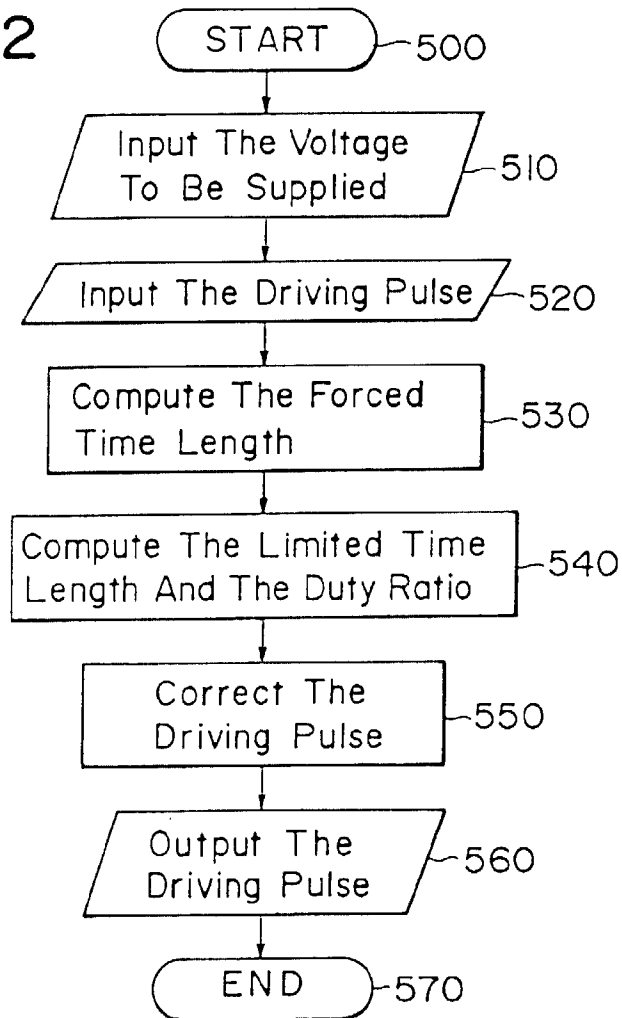 2
START
500
Input The Voltage
To Be Supplied
510
Input The Driving Pulse
520
Compute The Forced
Time Length
530
Compute The Limited Time
Length And The Duty Ratio
540
Correct The
Driving Pulse
550
Output The
Driving Pulse
560
END
570